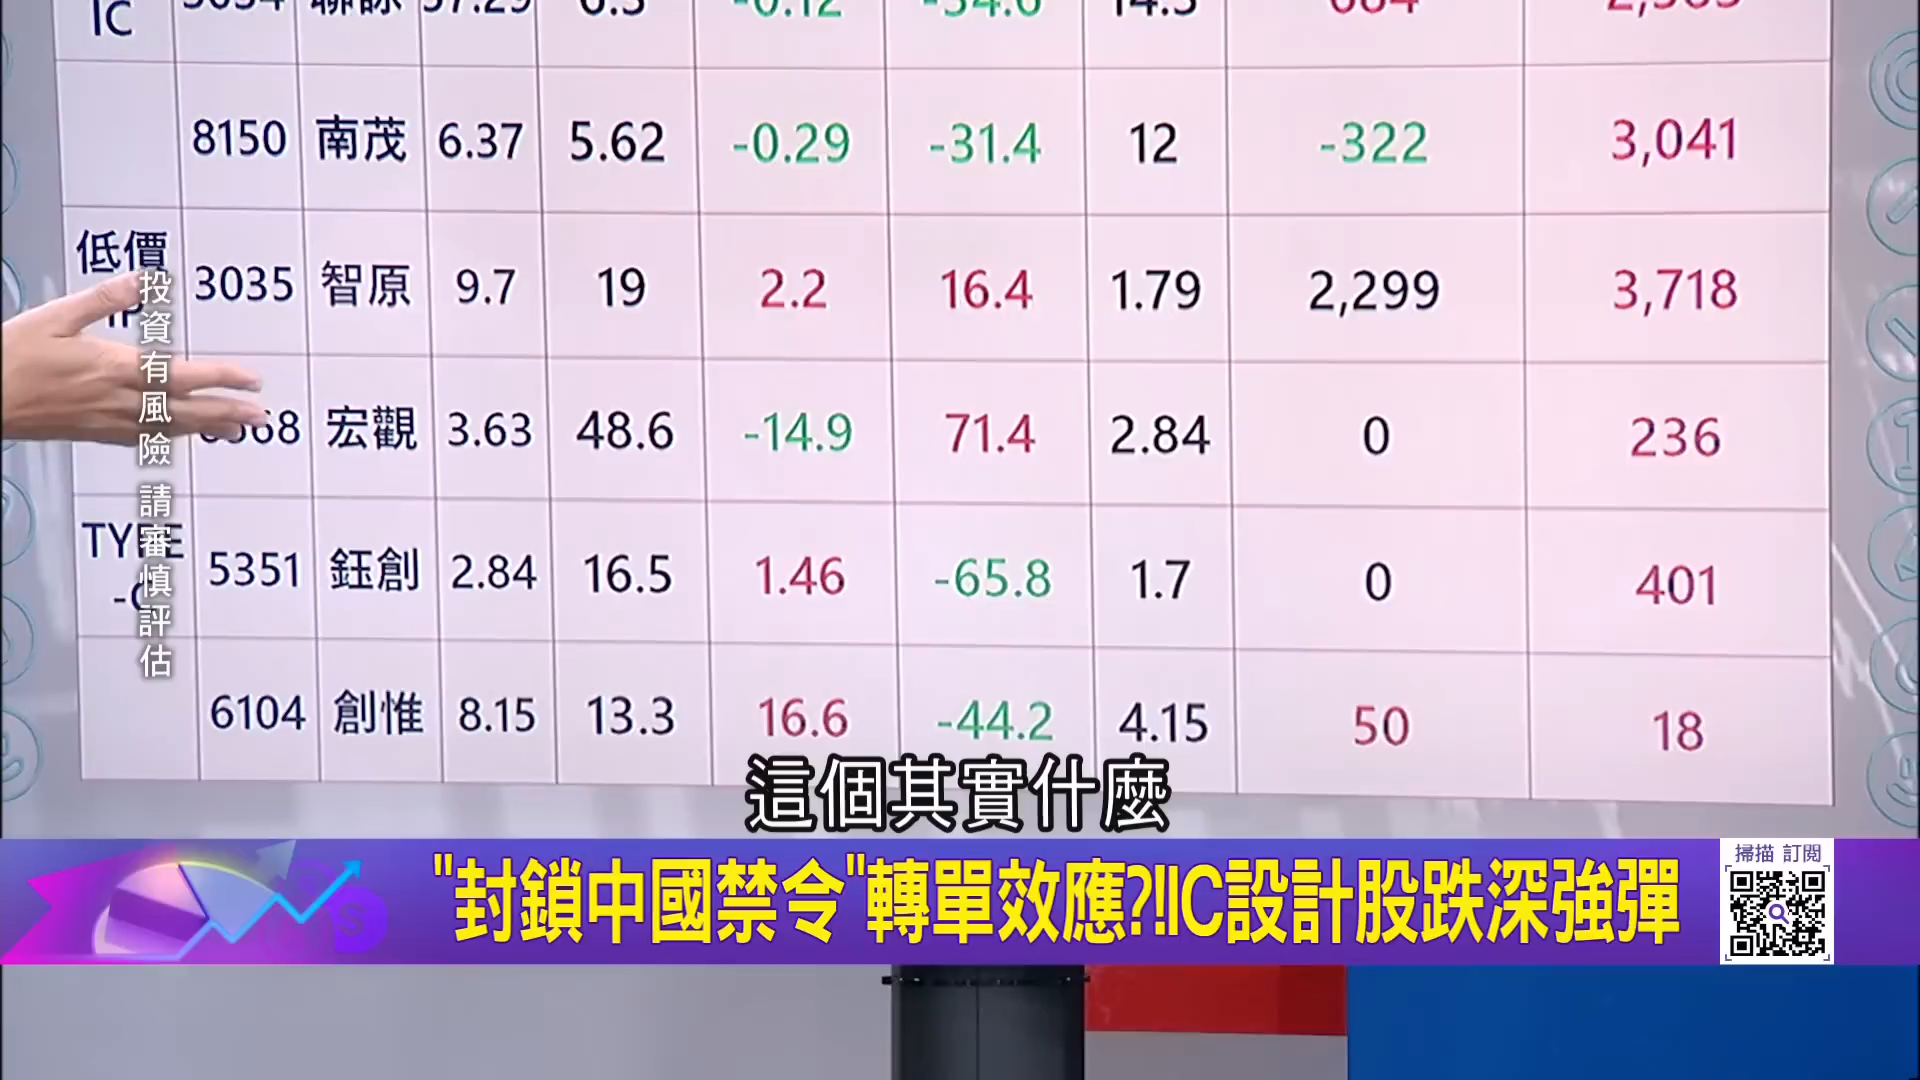 IC
8150 南茂 6.37 5.62 -0.29 -31.4 12 -322 3,041
低價
3035 智原 9.7 19 2.2 16.4 1.79 2,299 3,718
宏觀 3.63 48.6 -14.9 71.4 2.84 0 236
TYPE
5351 鈺創 2.84 16.5 1.46 -65.8 1.7 0 401
6104 創惟 8.15 13.3 16.6 -44.2 4.15 50 18
投資有風險 請審慎評估
這個其實什麼
"封鎖中國禁令"轉單效應?!IC設計股跌深強彈
掃描 訂閱